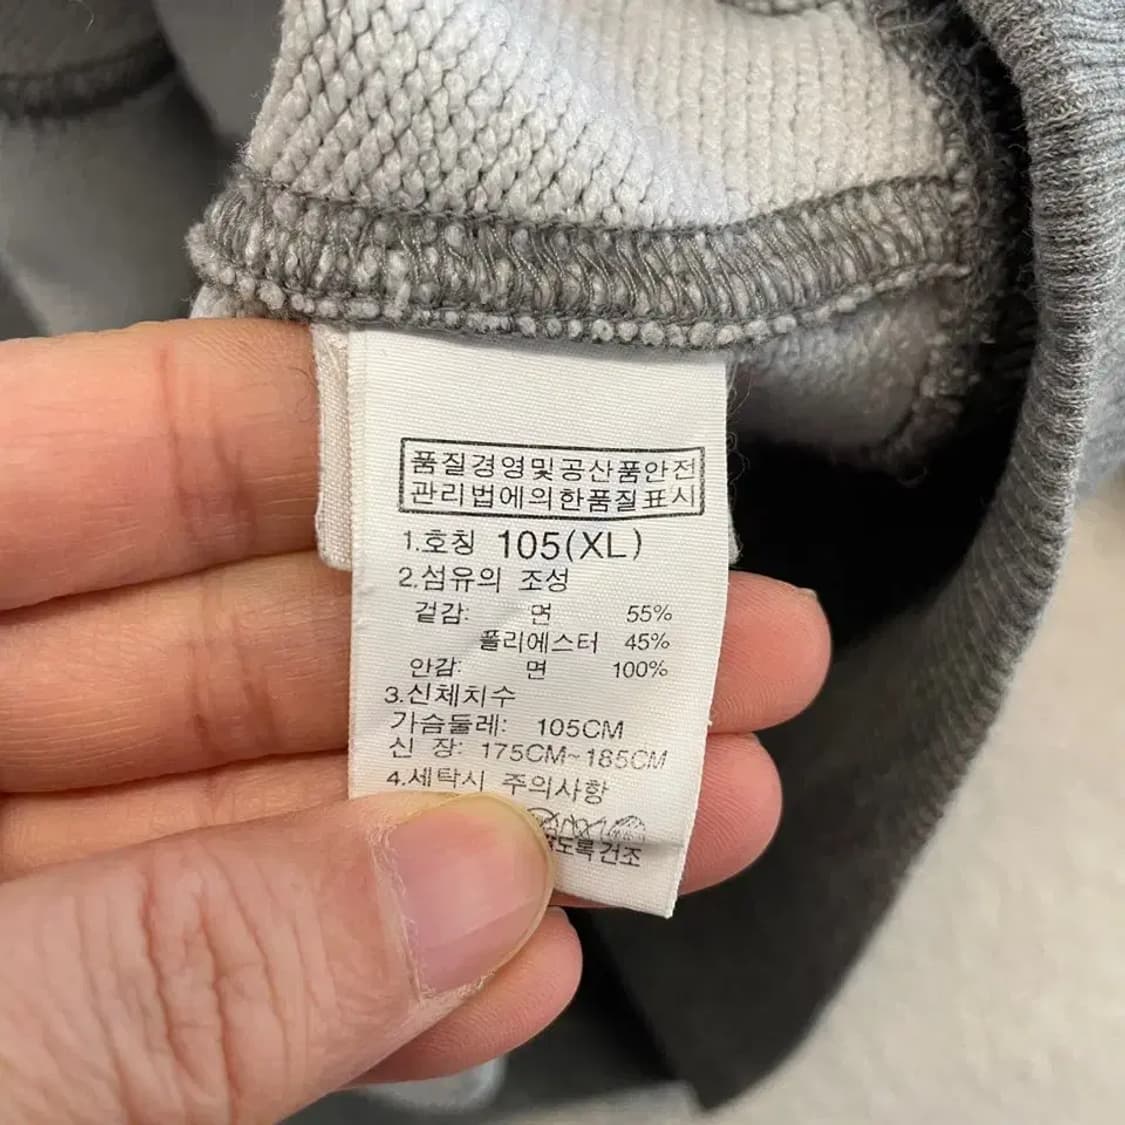 품질경영및공산품안전
관리법에의한품질표시
1.호칭 105(XL)
2.섬유의 조성
겉감: 면 55%
폴리에스터 45%
안감: 면 100%
3.신체치수
가슴둘레: 105CM
신 장: 175CM~185CM
4.세탁시 주의사항
건조